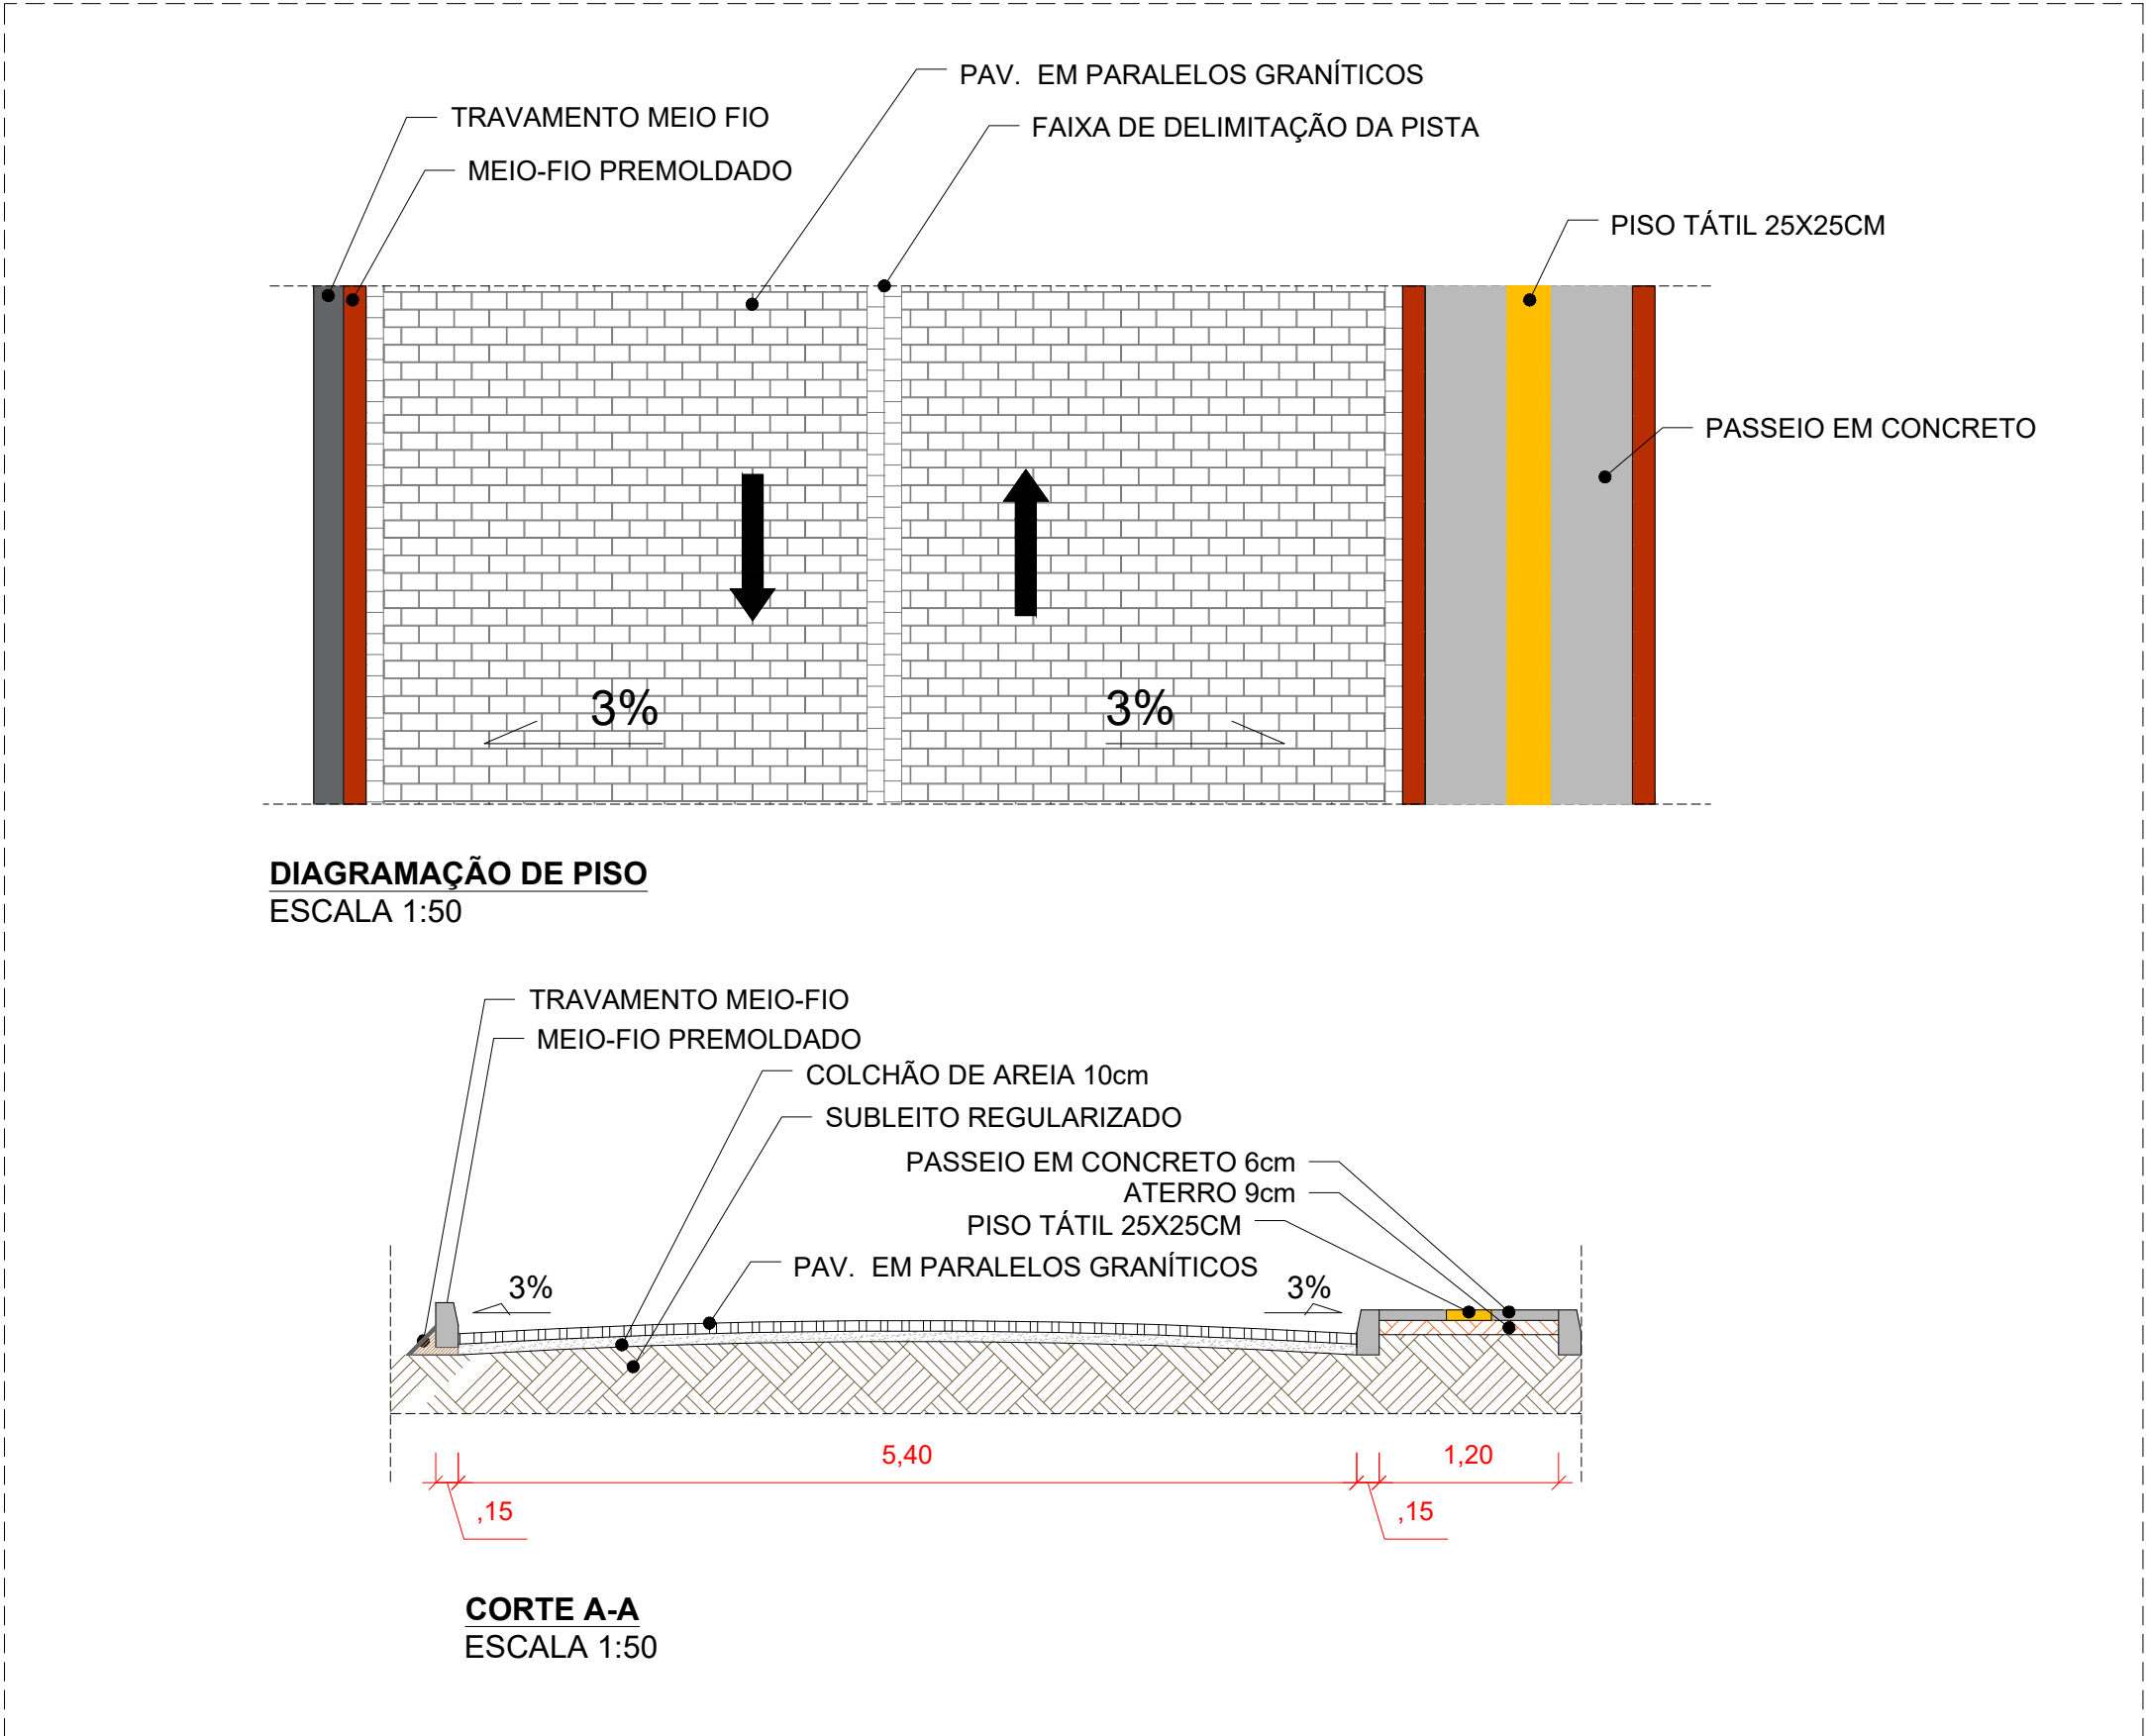 PAV. EM PARALELOS GRANÍTICOS
TRAVAMENTO MEIO FIO
FAIXA DE DELIMITAÇÃO DA PISTA
MEIO-FIO PREMOLDADO
PISO TÁTIL 25X25CM
PASSEIO EM CONCRETO
3%
3%
DIAGRAMAÇÃO DE PISO
ESCALA 1:50
TRAVAMENTO MEIO-FIO
MEIO-FIO PREMOLDADO
COLCHÃO DE AREIA 10cm
SUBLEITO REGULARIZADO
PASSEIO EM CONCRETO 6cm
ATERRO 9cm
PISO TÁTIL 25X25CM
PAV. EM PARALELOS GRANÍTICOS
3%
3%
5,40
1,20
,15
,15
CORTE A-A
ESCALA 1:50